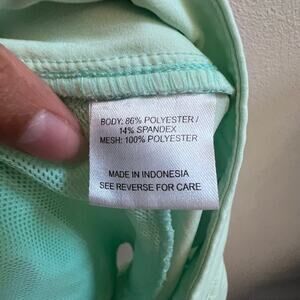 BODY: 86% POLYESTER /
14% SPANDEX
MESH: 100% POLYESTER
MADE IN INDONESIA
SEE REVERSE FOR CARE